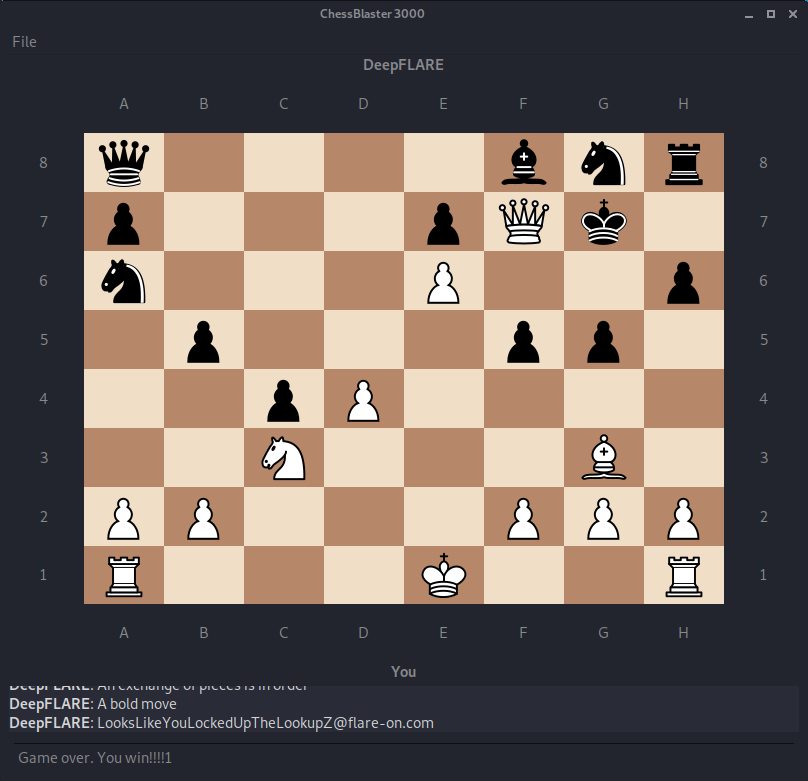 ChessBlaster 3000
File
DeepFLARE
A B C D E F G H
8 8
7 7
6 6
5 5
4 4
3 3
2 2
1 1
A B C D E F G H
You
DeepFLARE: An exchange of pieces is in order
DeepFLARE: A bold move
DeepFLARE: LooksLikeYouLockedUpTheLookupZ@flare-on.com
Game over. You win!!!!1